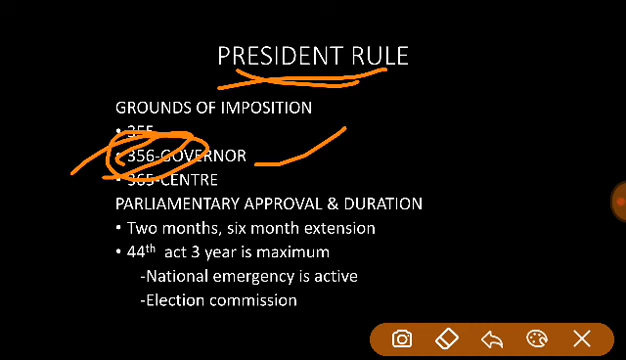 PRESIDENT RULE
GROUNDS OF IMPOSITION
• 355
• 356-GOVERNOR
• 365-CENTRE
PARLIAMENTARY APPROVAL & DURATION
• Two months, six month extension
• 44th act 3 year is maximum
-National emergency is active
-Election commission